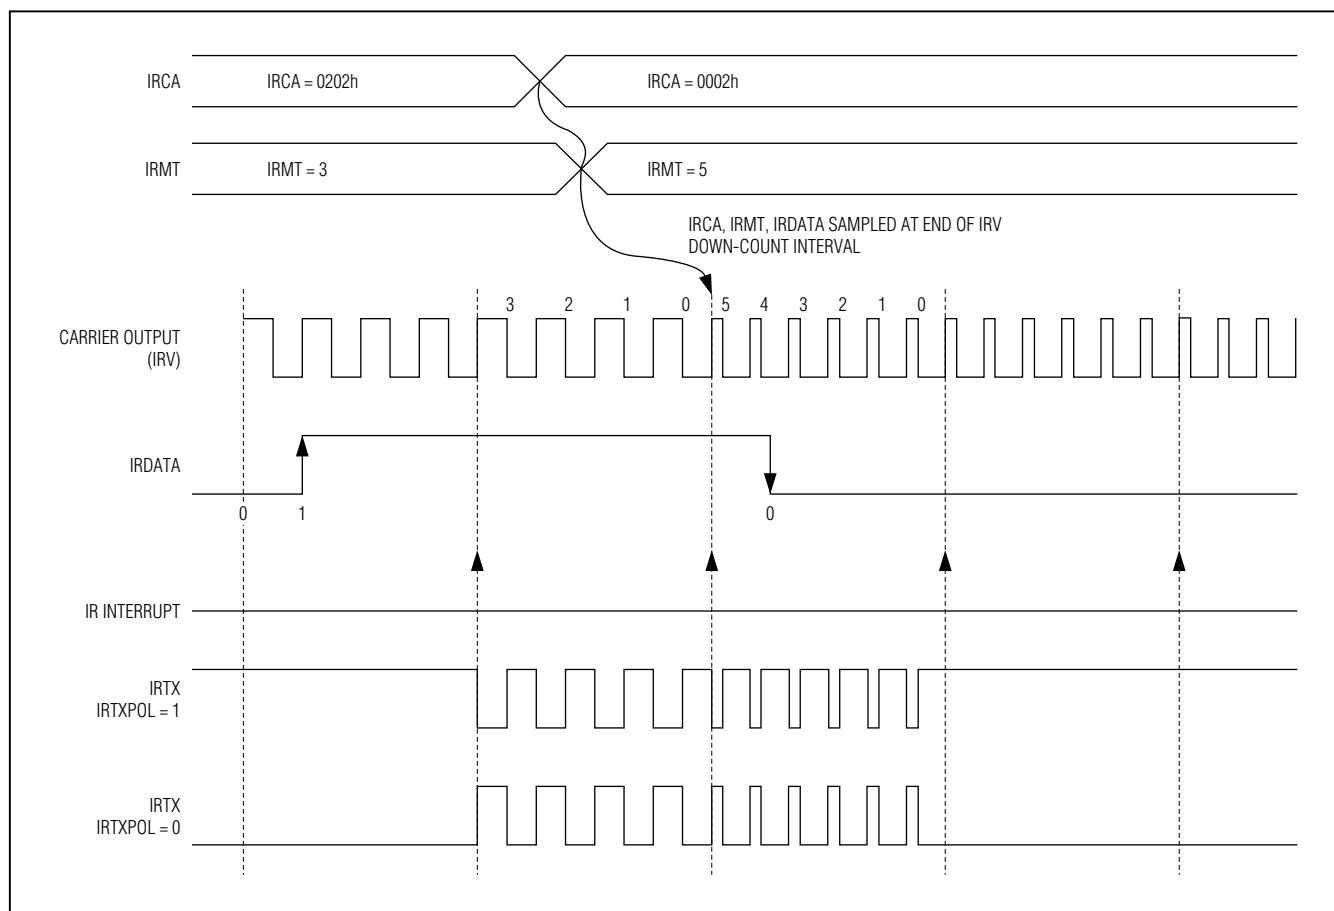 IRCA
IRCA = 0202h
IRCA = 0002h
IRMT
IRMT = 3
IRMT = 5
IRCA, IRMT, IRDATA SAMPLED AT END OF IRV
DOWN-COUNT INTERVAL
3 2 1 0 5 4 3 2 1 0
CARRIER OUTPUT
(IRV)
IRDATA
0 1 0
IR INTERRUPT
IRTX
IRTXPOL = 1
IRTX
IRTXPOL = 0